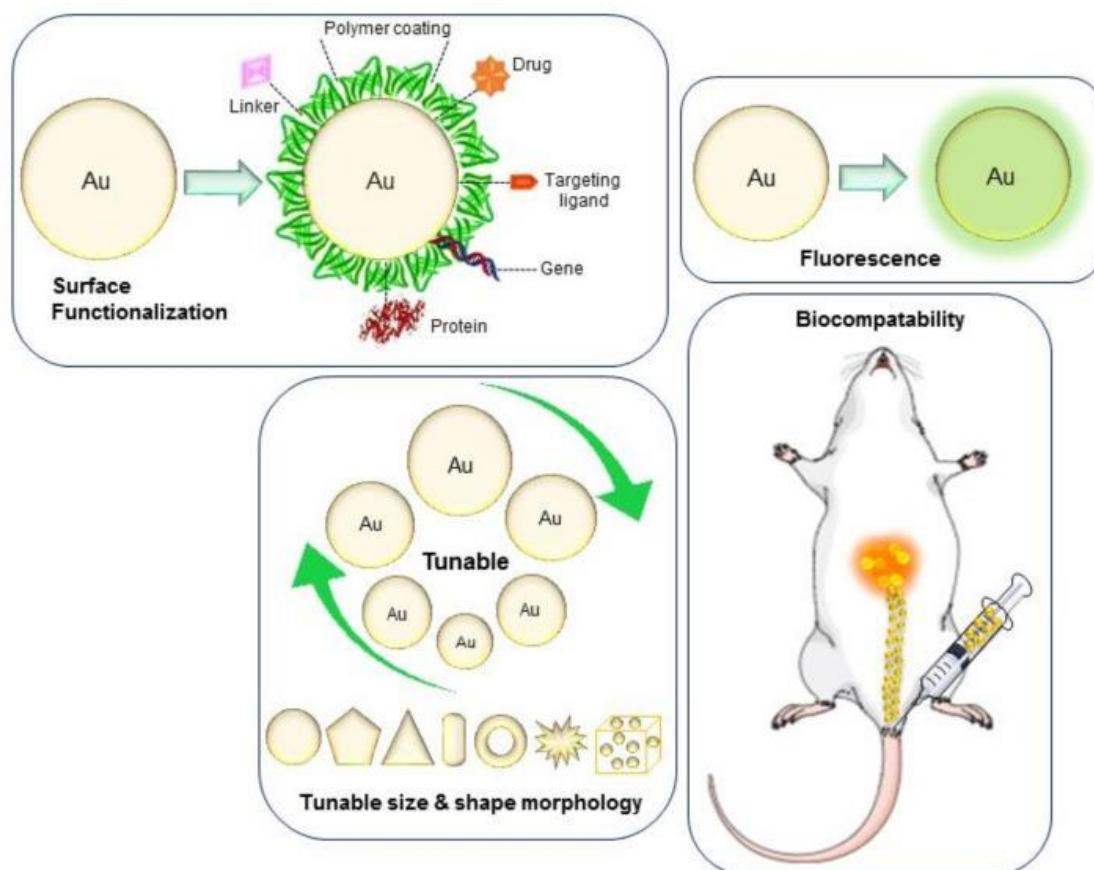 Polymer coating
Drug
Linker
Au
Au
Targeting
ligand
Gene
Protein
Surface
Functionalization
Au
Au
Fluorescence
Biocompatability
Au
Au
Au
Tunable
Au
Au
Au
Tunable size & shape morphology